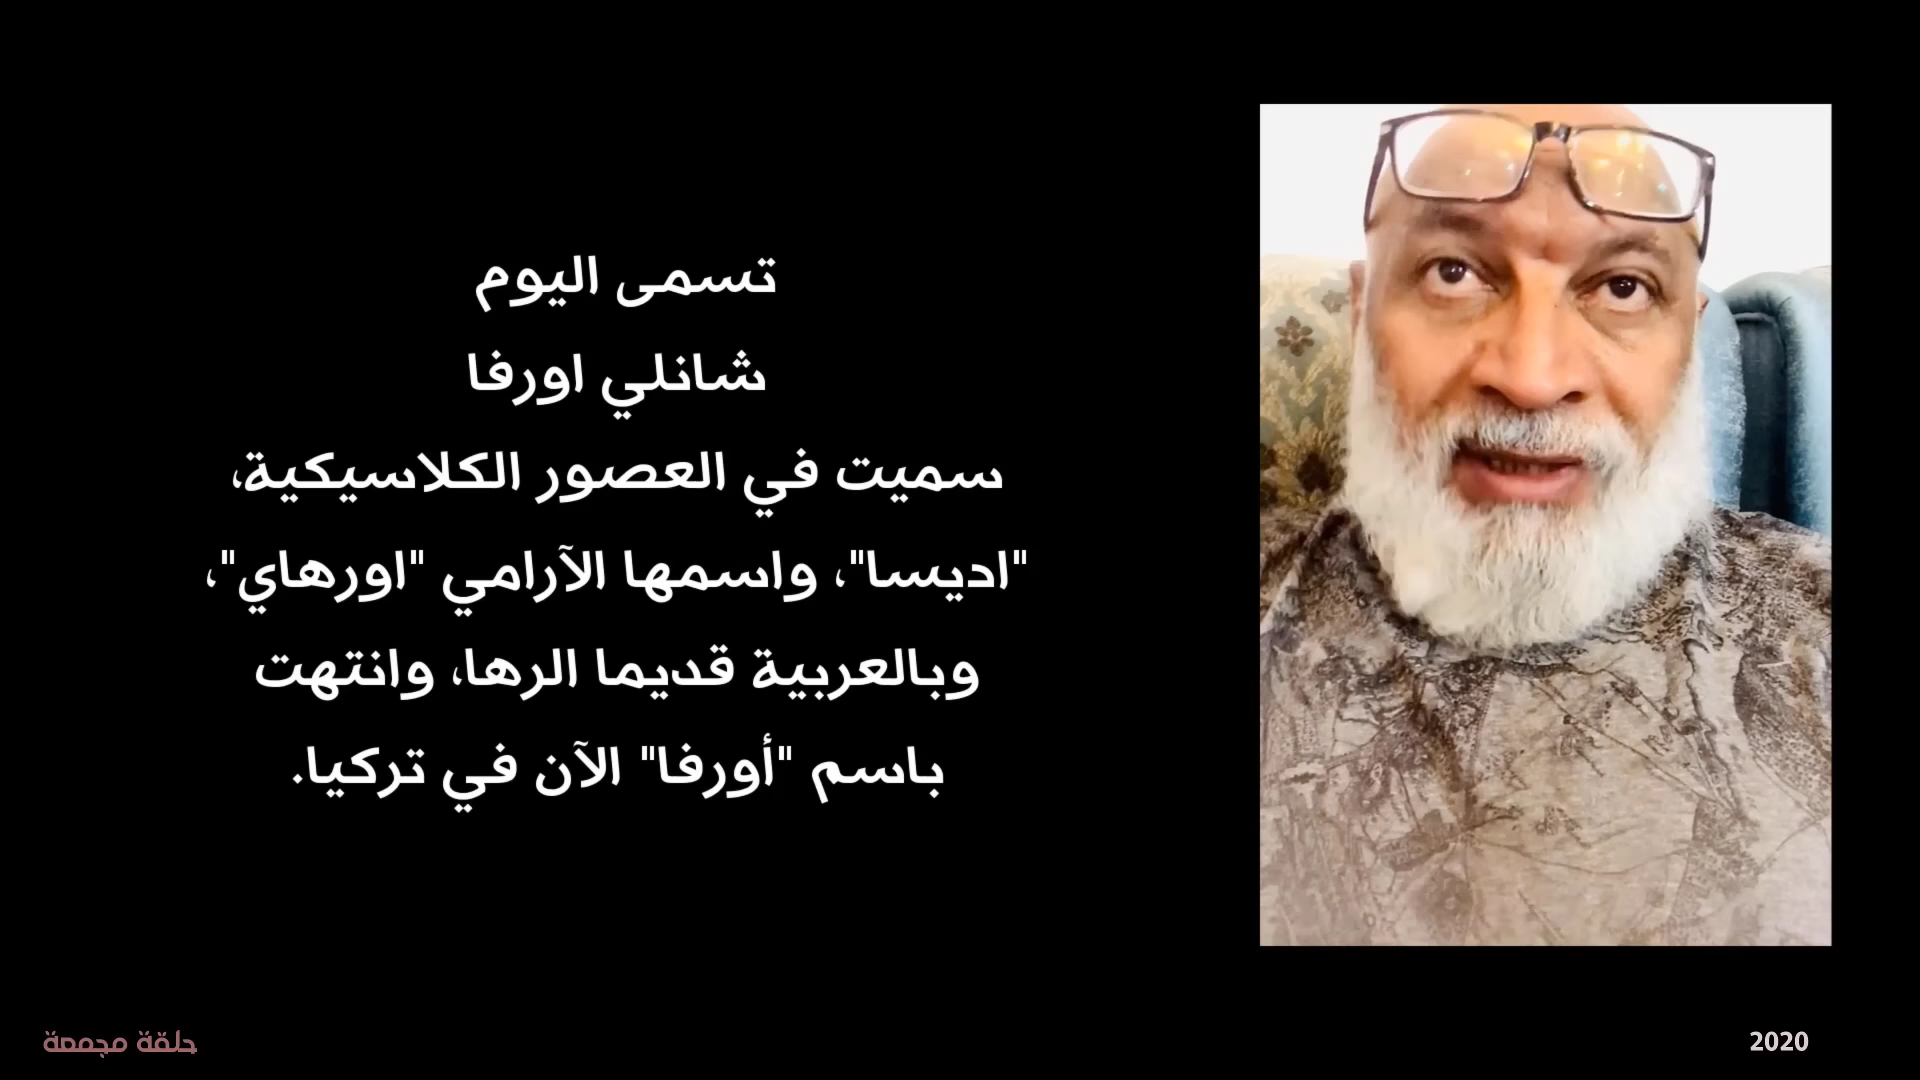 تسمى اليوم
شانلي اورفا
سميت في العصور الكلاسيكية،
"اديسا"، واسمها الآرامي "اورهاي"،
وبالعربية قديما الرها، وانتهت
باسم "أورفا" الآن في تركيا.
حلقة مجمعة
2020